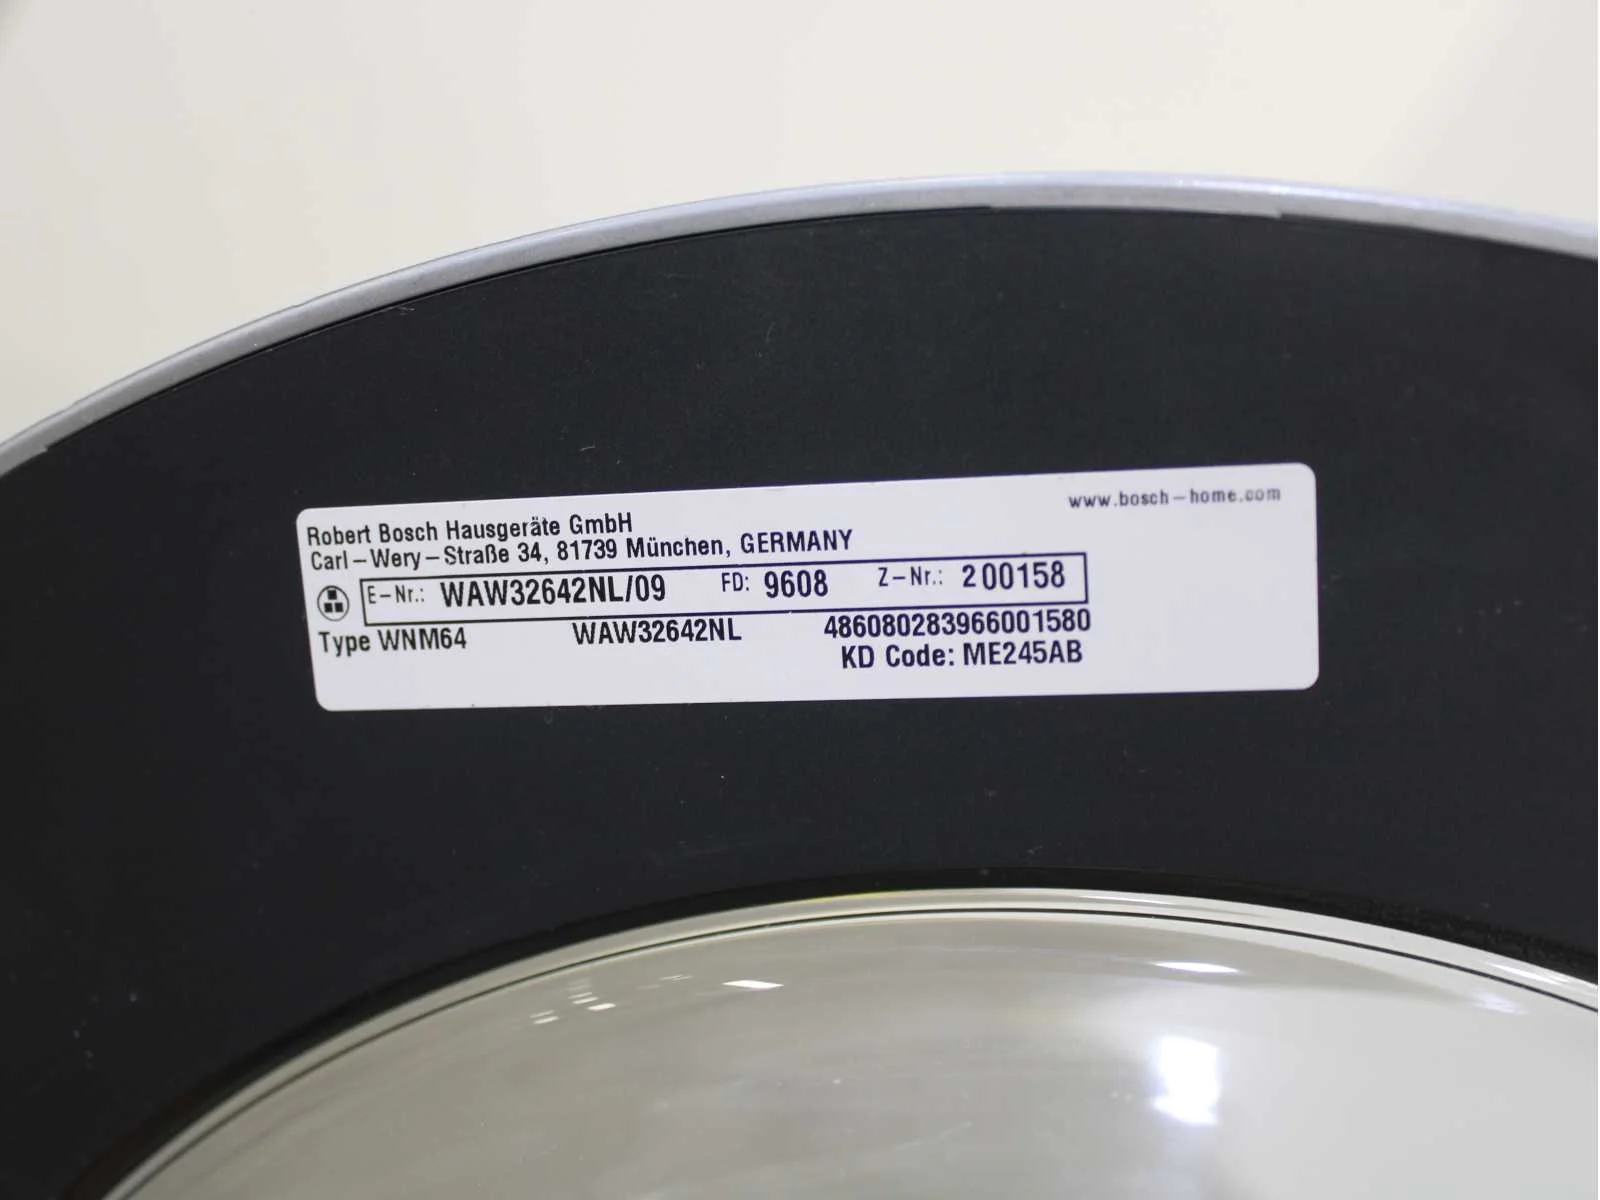 www.bosch-home.com
Robert Bosch Hausgeräte GmbH
Carl-Wery-Straße 34, 81739 München, GERMANY
E-Nr.: WAW32642NL/09 FD: 9608 Z-Nr.: 200158
Type WNM64 WAW32642NL 486080283966001580
KD Code: ME245AB